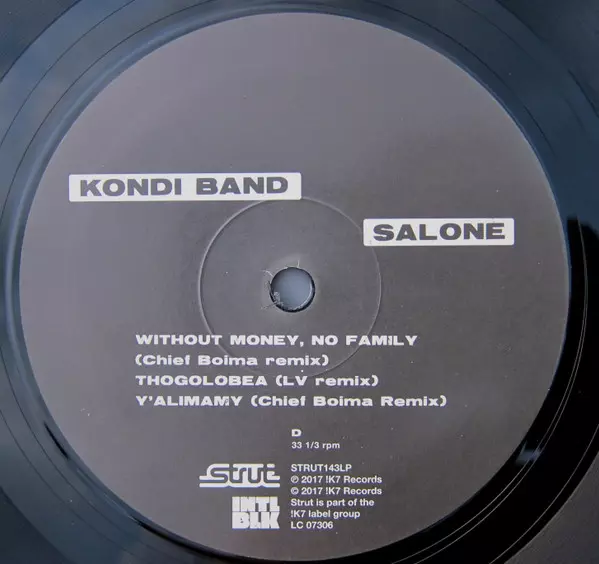 KONDI BAND
SALONE
WITHOUT MONEY, NO FAMILY
(Chief Boima remix)
THOGOLOBEA (LV remix)
Y'ALIMAMY (Chief Boima Remix)
D
33 1/3 rpm
Strut
STRUT143LP
℗ 2017 !K7 Records
© 2017 !K7 Records
Strut is part of the
!K7 label group
LC 07306
INTL
BLK